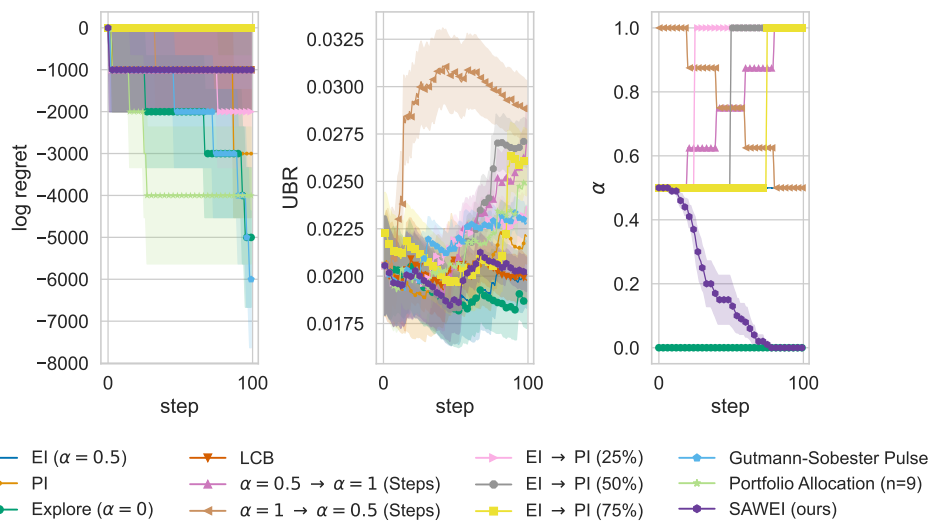 0
−1000
−2000
−3000
−4000
−5000
−6000
−7000
−8000
log regret
0 100
step
0.0325
0.0300
0.0275
0.0250
0.0225
0.0200
0.0175
UBR
0 100
step
1.0
0.8
0.6
0.4
0.2
0.0
α
0 100
step
EI (α = 0.5)
PI
Explore (α = 0)
LCB
α = 0.5 → α = 1 (Steps)
α = 1 → α = 0.5 (Steps)
EI → PI (25%)
EI → PI (50%)
EI → PI (75%)
Gutmann-Sobester Pulse
Portfolio Allocation (n=9)
SAWEI (ours)